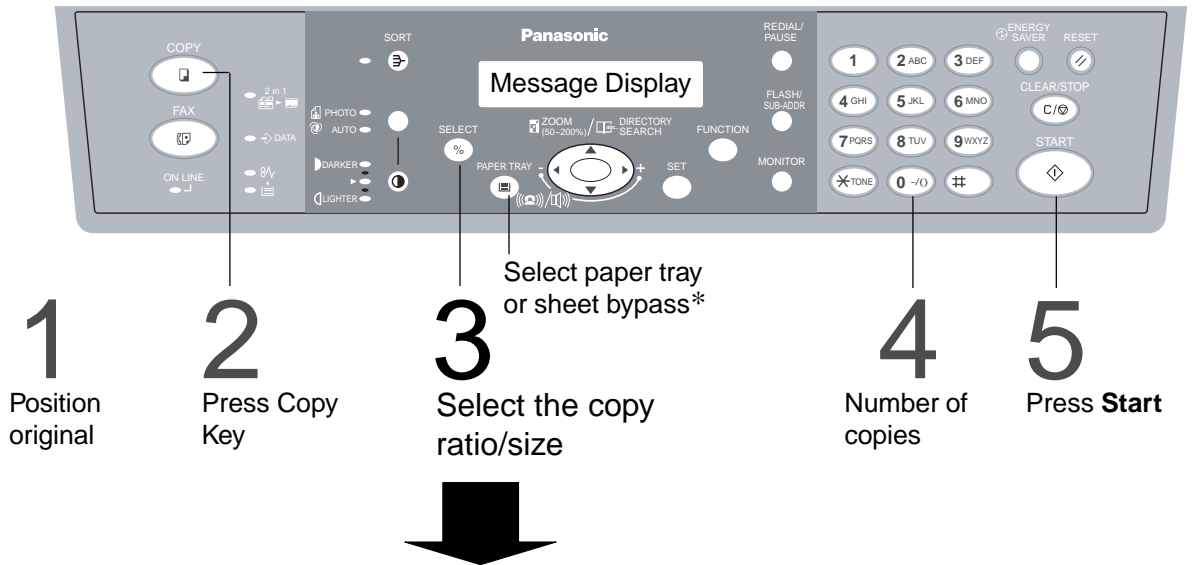 COPY
FAX
ON LINE
2 in 1
DATA
SORT
PHOTO
AUTO
DARKER
LIGHTER
Panasonic
Message Display
SELECT
%
PAPER TRAY
ZOOM
(50~200%)
/
DIRECTORY
SEARCH
- +
SET
FUNCTION
REDIAL/
PAUSE
FLASH/
SUB-ADDR
MONITOR
1 2 ABC 3 DEF
4 GHI 5 JKL 6 MNO
7 PQRS 8 TUV 9 WXYZ
TONE 0 -/() #
ENERGY
SAVER
RESET
CLEAR/STOP
C/
START
Select paper tray
or sheet bypass*
1
Position
original
2
Press Copy
Key
3
Select the copy
ratio/size
4
Number of
copies
5
Press Start